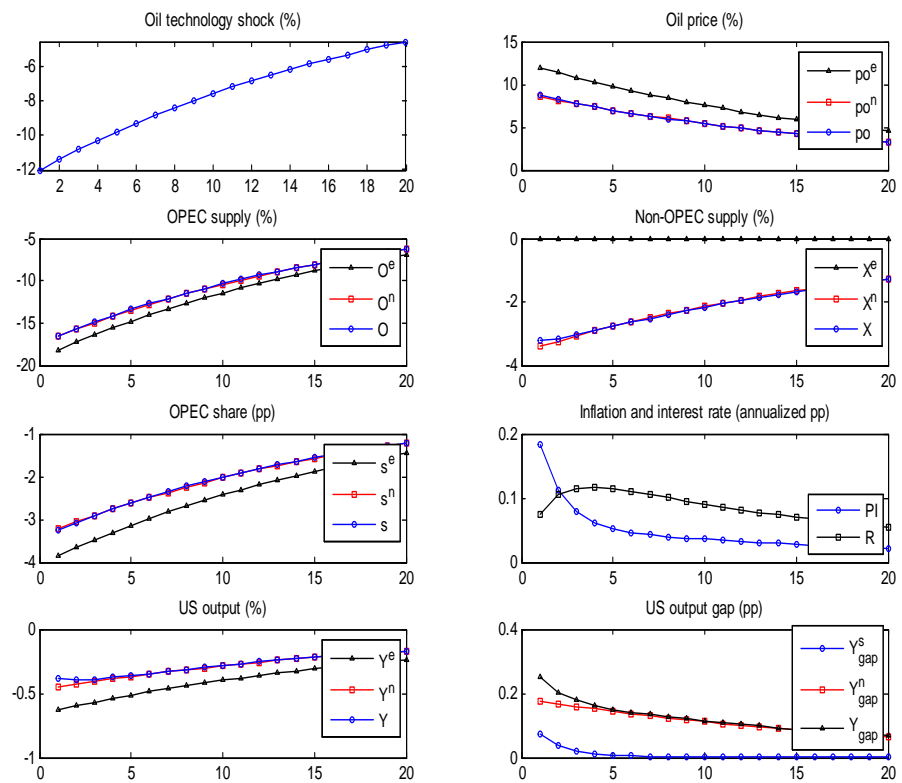 Oil technology shock (%)
-6
-8
-10
-12
2 4 6 8 10 12 14 16 18 20
Oil price (%)
15
10
5
0
0 5 10 15 20
po^e
po^n
po
OPEC supply (%)
-5
-10
-15
-20
0 5 10 15 20
O^e
O^n
O
Non-OPEC supply (%)
0
-2
-4
0 5 10 15 20
X^e
X^n
X
OPEC share (pp)
-1
-2
-3
-4
0 5 10 15 20
s^e
s^n
s
Inflation and interest rate (annualized pp)
0.2
0.1
0
0 5 10 15 20
PI
R
US output (%)
0
-0.5
-1
0 5 10 15 20
Y^e
Y^n
Y
US output gap (pp)
0.4
0.2
0
0 5 10 15 20
Y^s_gap
Y^n_gap
Y_gap